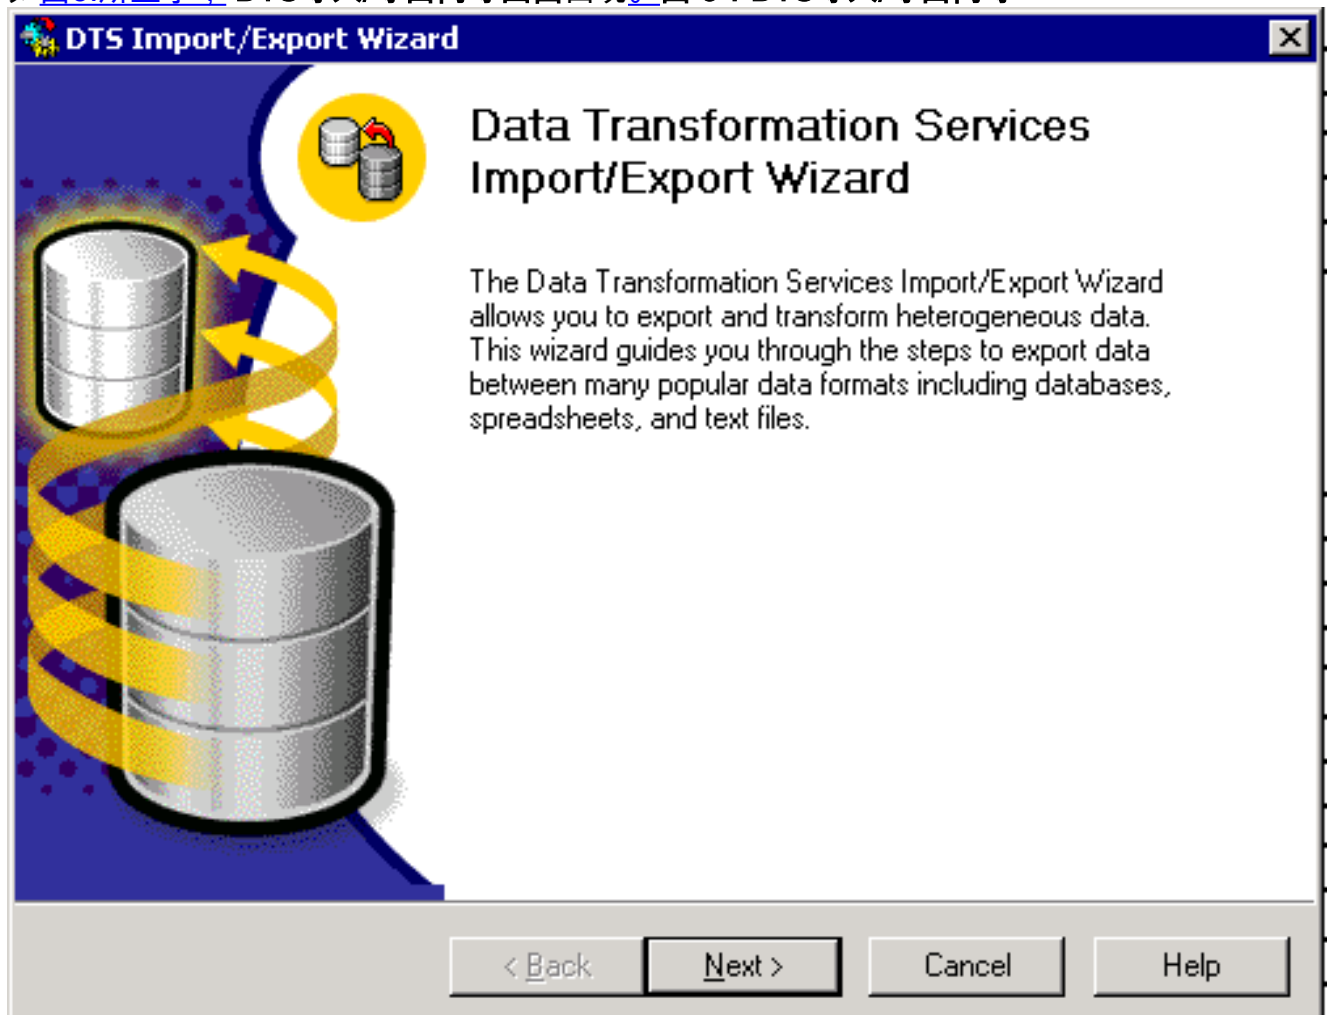 DTS Import/Export Wizard
Data Transformation Services
Import/Export Wizard
The Data Transformation Services Import/Export Wizard
allows you to export and transform heterogeneous data.
This wizard guides you through the steps to export data
between many popular data formats including databases,
spreadsheets, and text files.
< Back
Next >
Cancel
Help